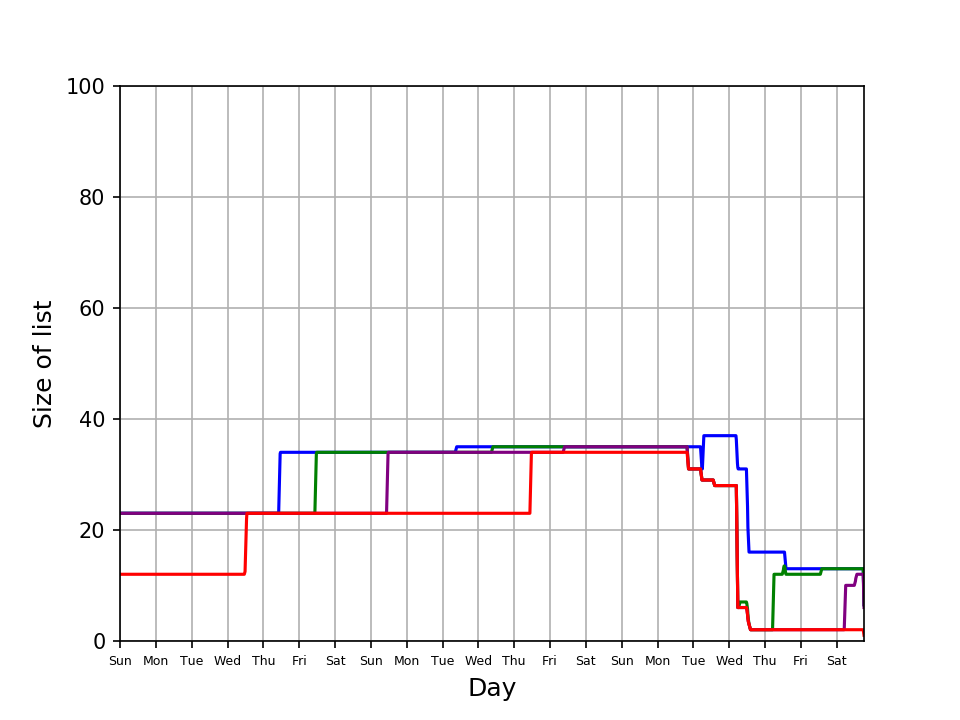 100
80
60
40
20
0
Size of list
Sun Mon Tue Wed Thu Fri Sat Sun Mon Tue Wed Thu Fri Sat Sun Mon Tue Wed Thu Fri Sat
Day